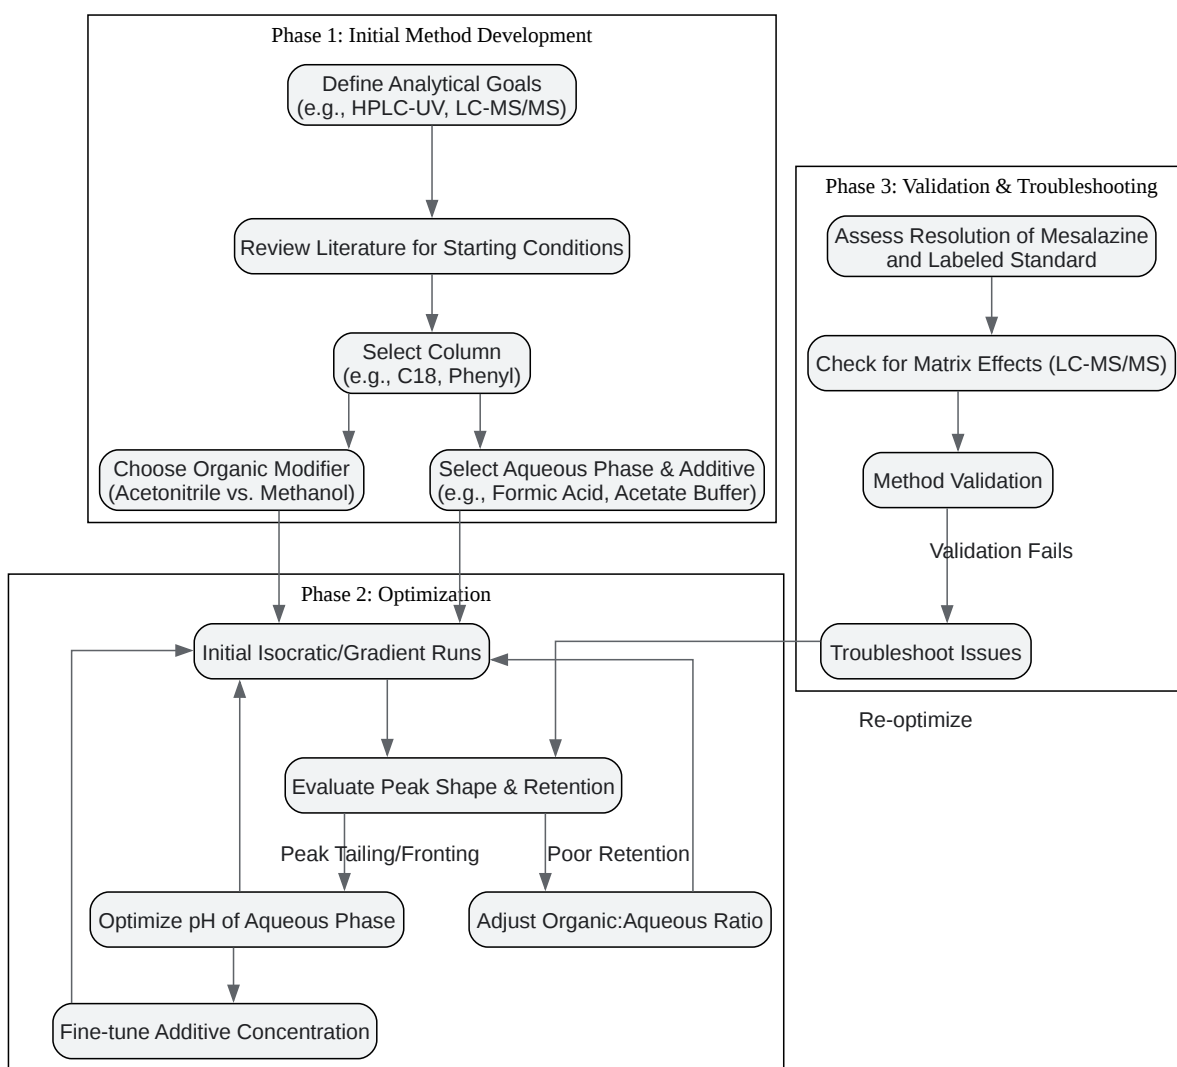 Phase 1: Initial Method Development
Define Analytical Goals
(e.g., HPLC-UV, LC-MS/MS)
Review Literature for Starting Conditions
Select Column
(e.g., C18, Phenyl)
Choose Organic Modifier
(Acetonitrile vs. Methanol)
Select Aqueous Phase & Additive
(e.g., Formic Acid, Acetate Buffer)
Phase 2: Optimization
Initial Isocratic/Gradient Runs
Evaluate Peak Shape & Retention
Peak Tailing/Fronting
Poor Retention
Optimize pH of Aqueous Phase
Adjust Organic:Aqueous Ratio
Fine-tune Additive Concentration
Phase 3: Validation & Troubleshooting
Assess Resolution of Mesalazine
and Labeled Standard
Check for Matrix Effects (LC-MS/MS)
Method Validation
Validation Fails
Troubleshoot Issues
Re-optimize